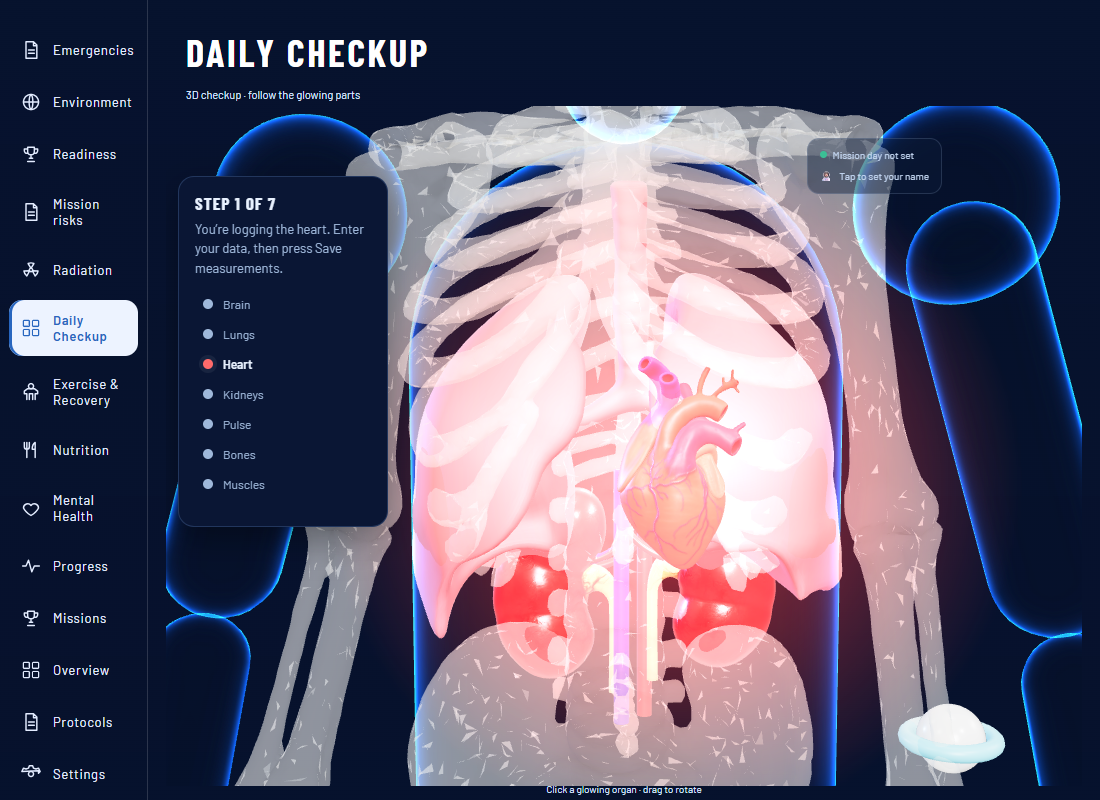 Emergencies
Environment
Readiness
Mission
risks
Radiation
Daily
Checkup
Exercise &
Recovery
Nutrition
Mental
Health
Progress
Missions
Overview
Protocols
Settings
DAILY CHECKUP
3D checkup · follow the glowing parts
Mission day not set
Tap to set your name
STEP 1 OF 7
You're logging the heart. Enter
your data, then press Save
measurements.
Brain
Lungs
Heart
Kidneys
Pulse
Bones
Muscles
Click a glowing organ · drag to rotate